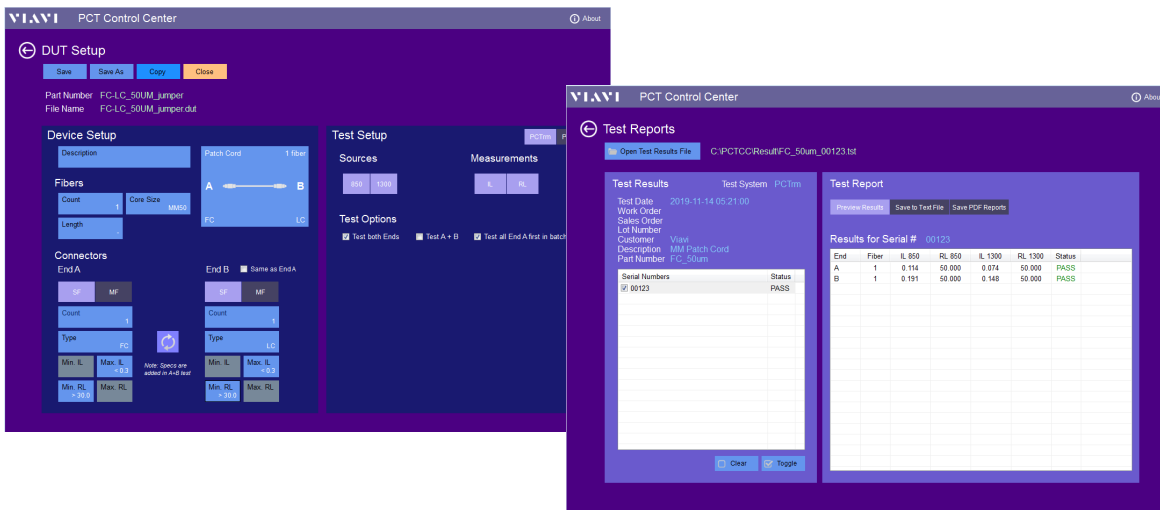 VIAVI PCT Control Center
About
DUT Setup
Save Save As Copy Close
Part Number FC-LC_50UM_jumper
File Name FC-LC_50UM_jumper.dut
Device Setup
Description
Patch Cord 1 fiber
A B
FC LC
Fibers
Count 1
Core Size MM50
Length -
Connectors
End A
SF MF
Count 1
Type FC
Min. IL
Max. IL < 0.3
Min. RL > 30.0
Max. RL
Note: Specs are
added in A+B test
End B Same as End A
SF MF
Count 1
Type LC
Min. IL
Max. IL < 0.3
Min. RL > 30.0
Max. RL
Test Setup
PCTrm
Sources
850 1300
Measurements
IL RL
Test Options
Test both Ends Test A + B Test all End A first in batch
VIAVI PCT Control Center
Abou
Test Reports
Open Test Results File C:\PCTCC\Result\FC_50um_00123.tst
Test Results Test System PCTrm
Test Date 2019-11-14 05:21:00
Work Order
Sales Order
Lot Number
Customer Viavi
Description MM Patch Cord
Part Number FC_50um
Serial Numbers Status
00123 PASS
Clear Toggle
Test Report
Preview Results Save to Text File Save PDF Reports
Results for Serial # 00123
End Fiber IL 850 RL 850 IL 1300 RL 1300 Status
A 1 0.114 50.000 0.074 50.000 PASS
B 1 0.191 50.000 0.148 50.000 PASS